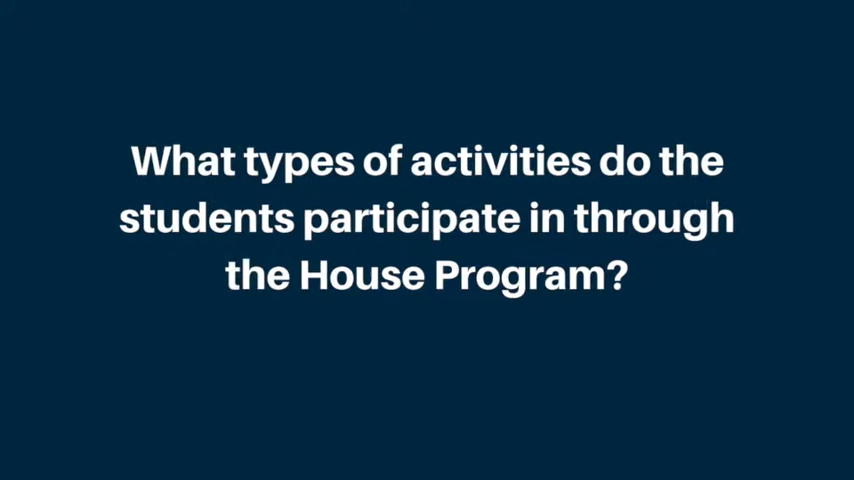 What types of activities do the
students participate in through
the House Program?